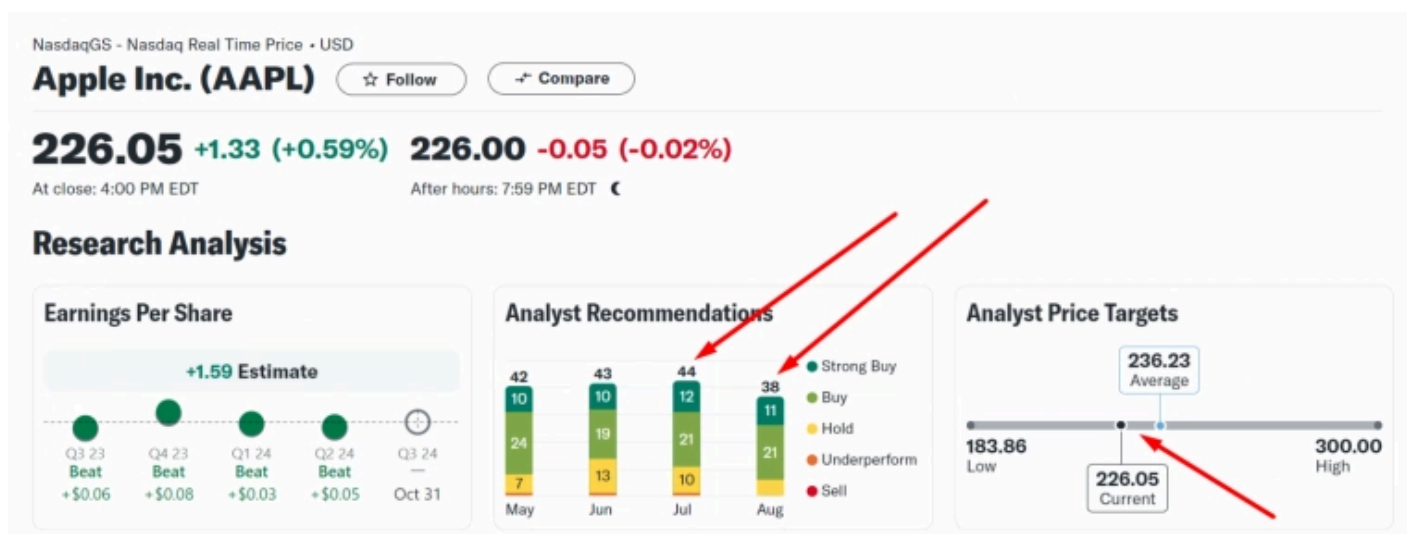 NasdaqGS - Nasdaq Real Time Price • USD
Apple Inc. (AAPL) Follow Compare
226.05 +1.33 (+0.59%) 226.00 -0.05 (-0.02%)
At close: 4:00 PM EDT After hours: 7:59 PM EDT
Research Analysis
Earnings Per Share
+1.59 Estimate
Q3 23 Q4 23 Q1 24 Q2 24 Q3 24
Beat Beat Beat Beat —
+$0.06 +$0.08 +$0.03 +$0.05 Oct 31
Analyst Recommendations
42 43 44 38
10 10 12 11
24 19 21 21
7 13 10
May Jun Jul Aug
Strong Buy
Buy
Hold
Underperform
Sell
Analyst Price Targets
236.23
Average
183.86 300.00
Low High
226.05
Current